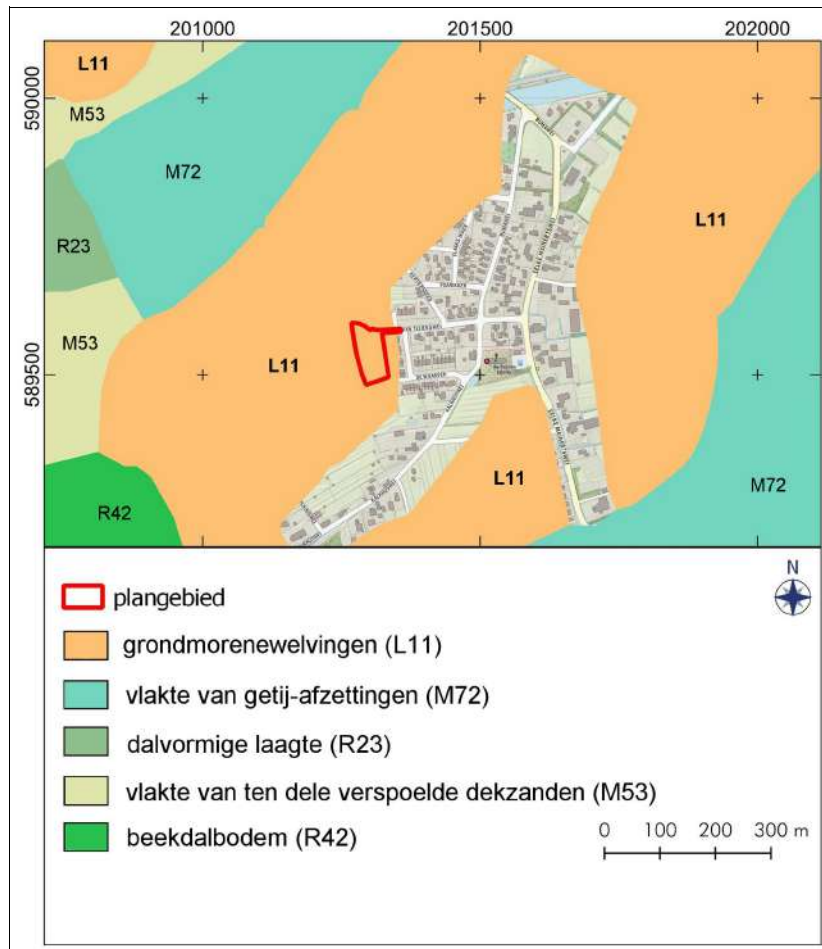 201000 201500 202000
L11
590000
M53
M72
R23
L11
M53
L11
589500
L11
M72
R42
N
plangebied
grondmorenewelvingen (L11)
vlakte van getij-afzettingen (M72)
dalvormige laagte (R23)
vlakte van ten dele verspoelde dekzanden (M53)
beekdalbodem (R42)
0 100 200 300 m